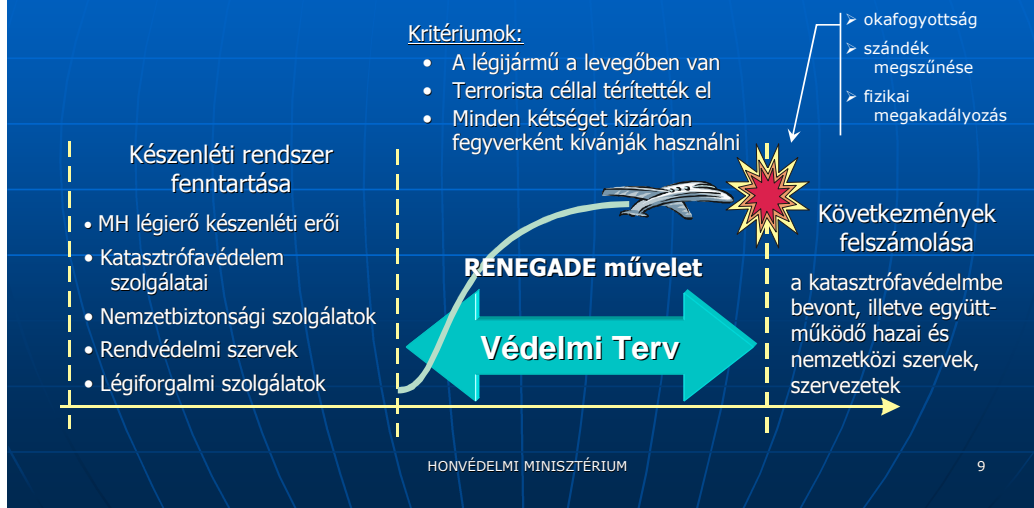 Kritériumok:
• A légijármű a levegőben van
• Terrorista céllal térítették el
• Minden kétséget kizáróan
fegyverként kívánják használni
➢ okafogyottság
➢ szándék
megszűnése
➢ fizikai
megakadályozás
Készenléti rendszer
fenntartása
• MH légierő készenléti erői
• Katasztrófavédelem
szolgálatai
• Nemzetbiztonsági szolgálatok
• Rendvédelmi szervek
• Légiforgalmi szolgálatok
RENEGADE művelet
Védelmi Terv
Következmények
felszámolása
a katasztrófavédelmbe
bevont, illetve együtt-
működő hazai és
nemzetközi szervek,
szervezetek
HONVÉDELMI MINISZTÉRIUM
9